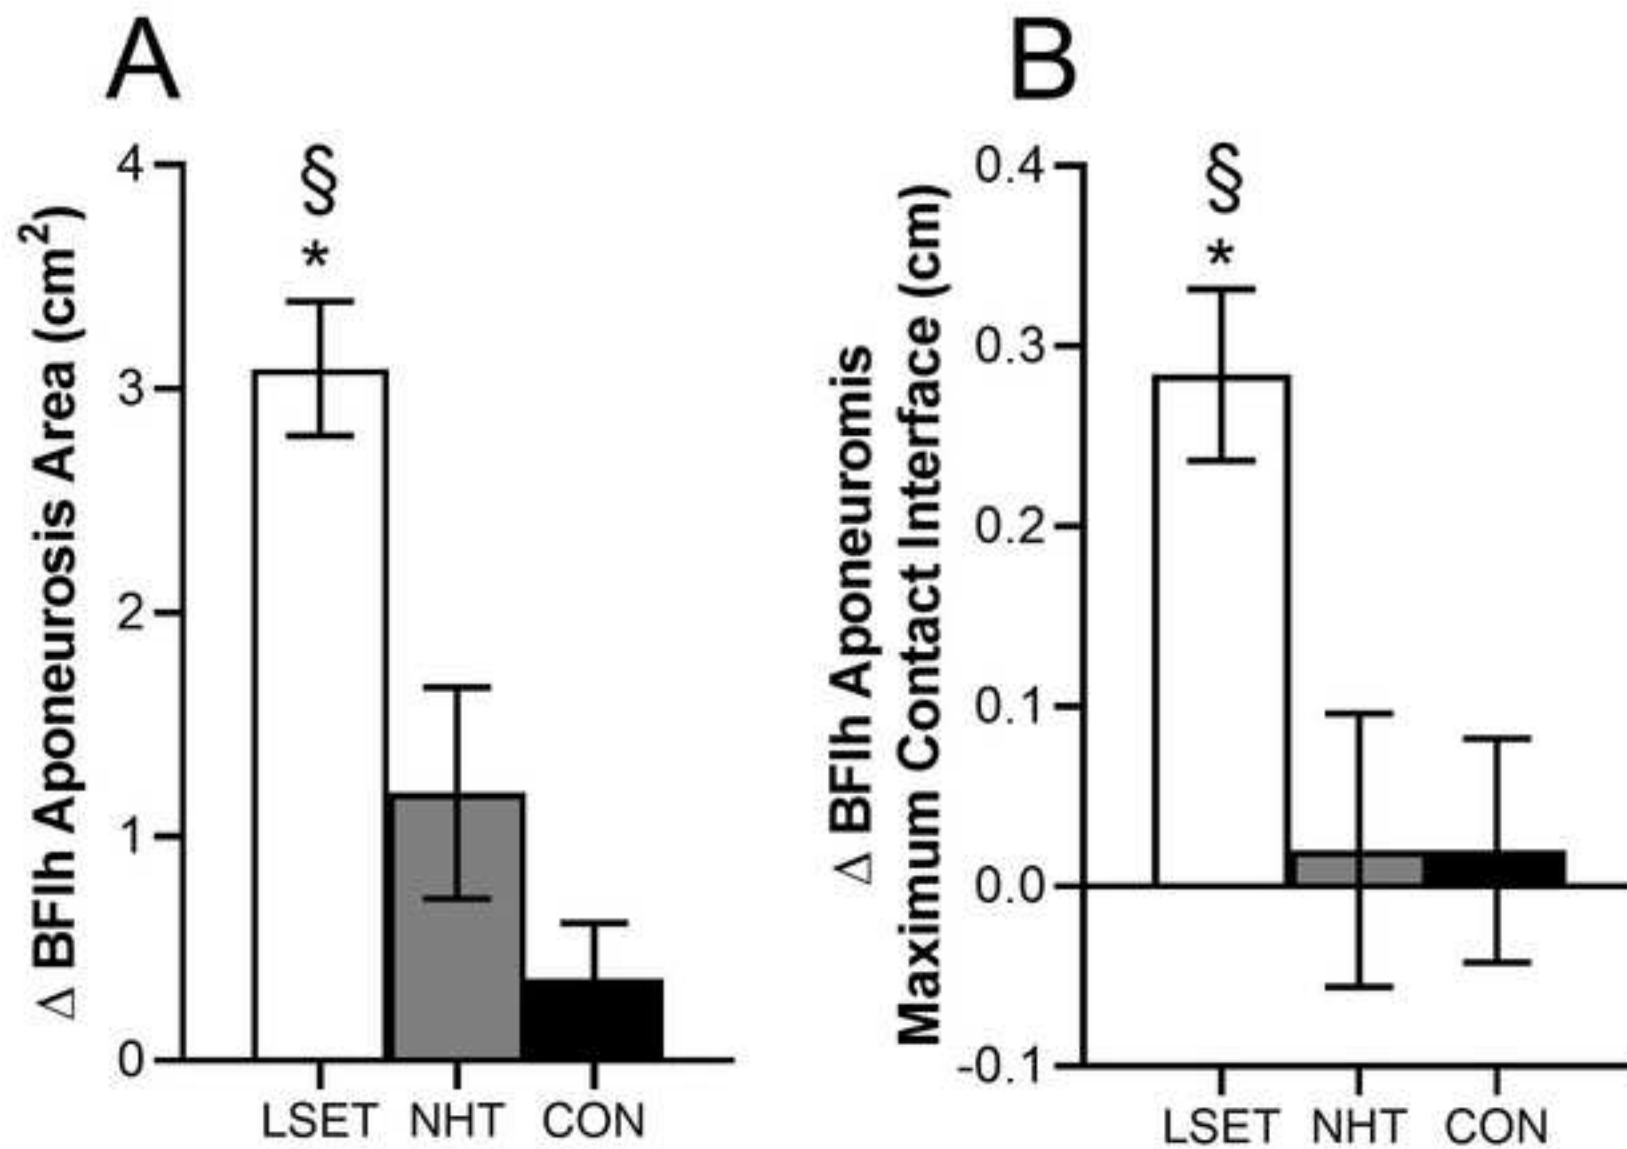 A
Δ BFlh Aponeurosis Area (cm²)
4
3
2
1
0
§
*
LSET NHT CON
B
Δ BFlh Aponeuromis
Maximum Contact Interface (cm)
0.4
0.3
0.2
0.1
0.0
-0.1
§
*
LSET NHT CON